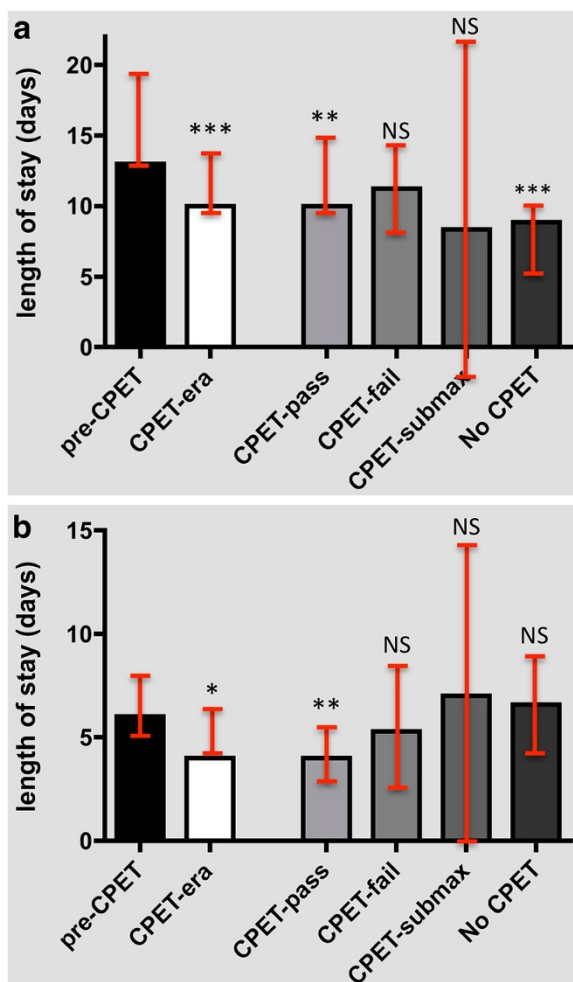 a
length of stay (days)
20
15
10
5
0
***
**
NS
NS
***
pre-CPET
CPET-era
CPET-pass
CPET-fail
CPET-submax
No CPET
b
length of stay (days)
15
10
5
0
*
**
NS
NS
NS
pre-CPET
CPET-era
CPET-pass
CPET-fail
CPET-submax
No CPET